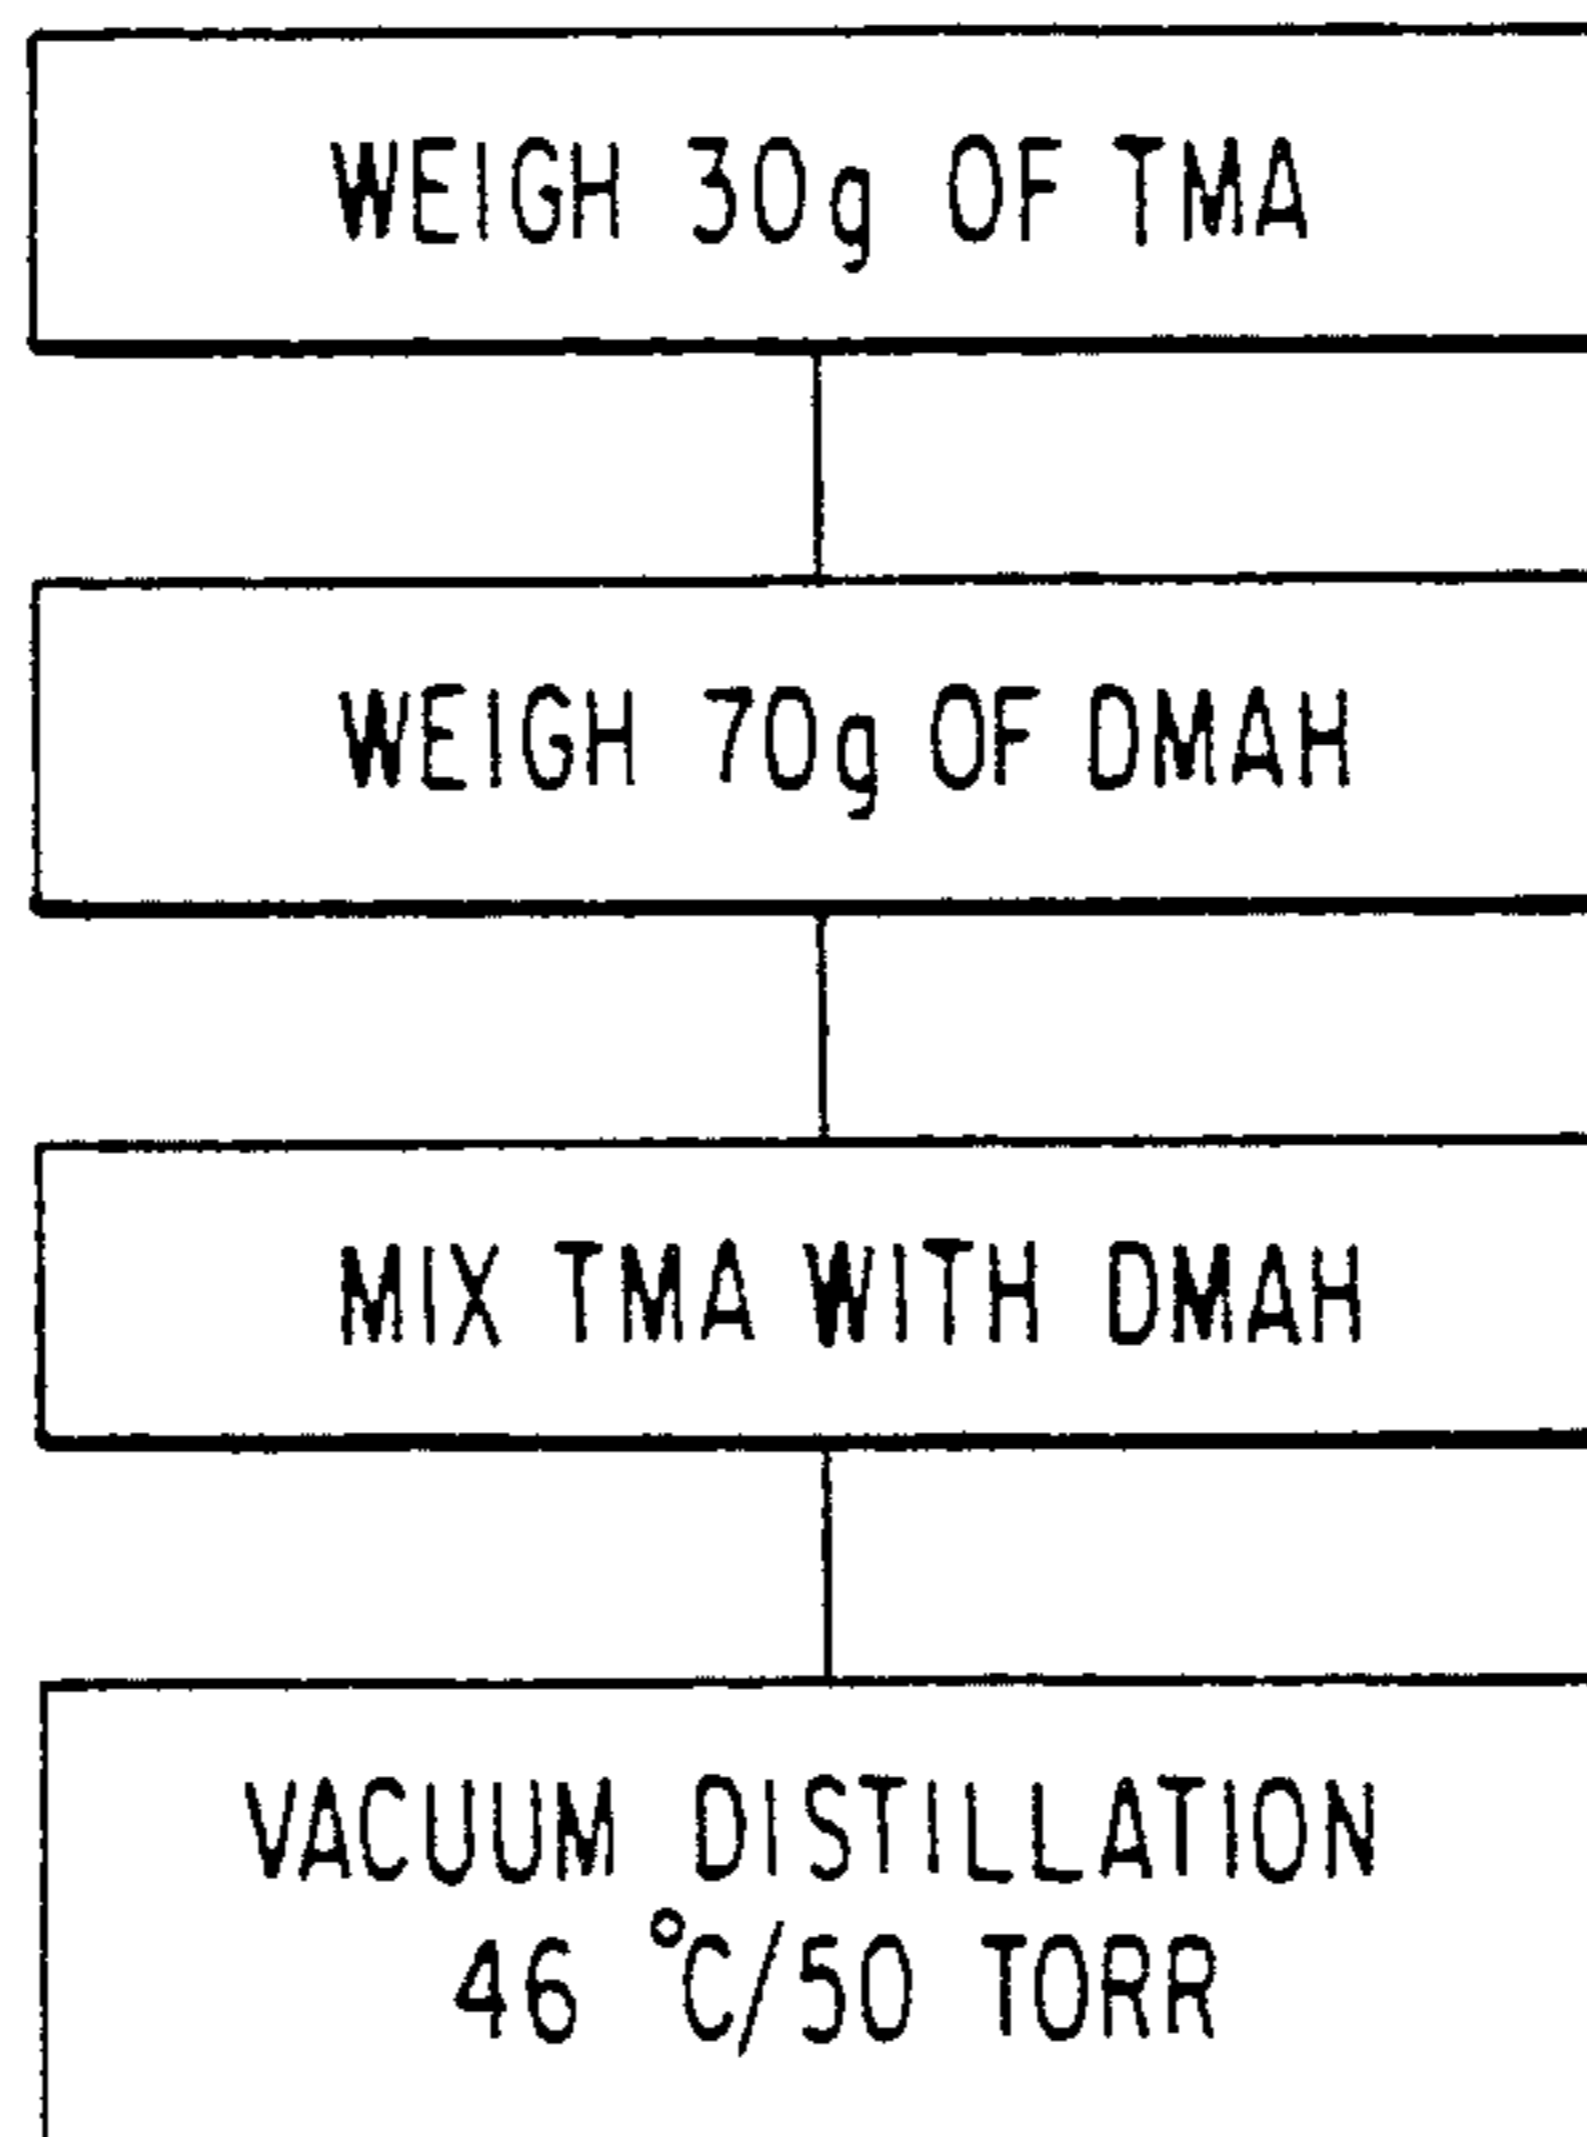 WEIGH 30g OF TMA
WEIGH 70g OF DMAH
MIX TMA WITH DMAH
VACUUM DISTILLATION
46 °C/50 TORR